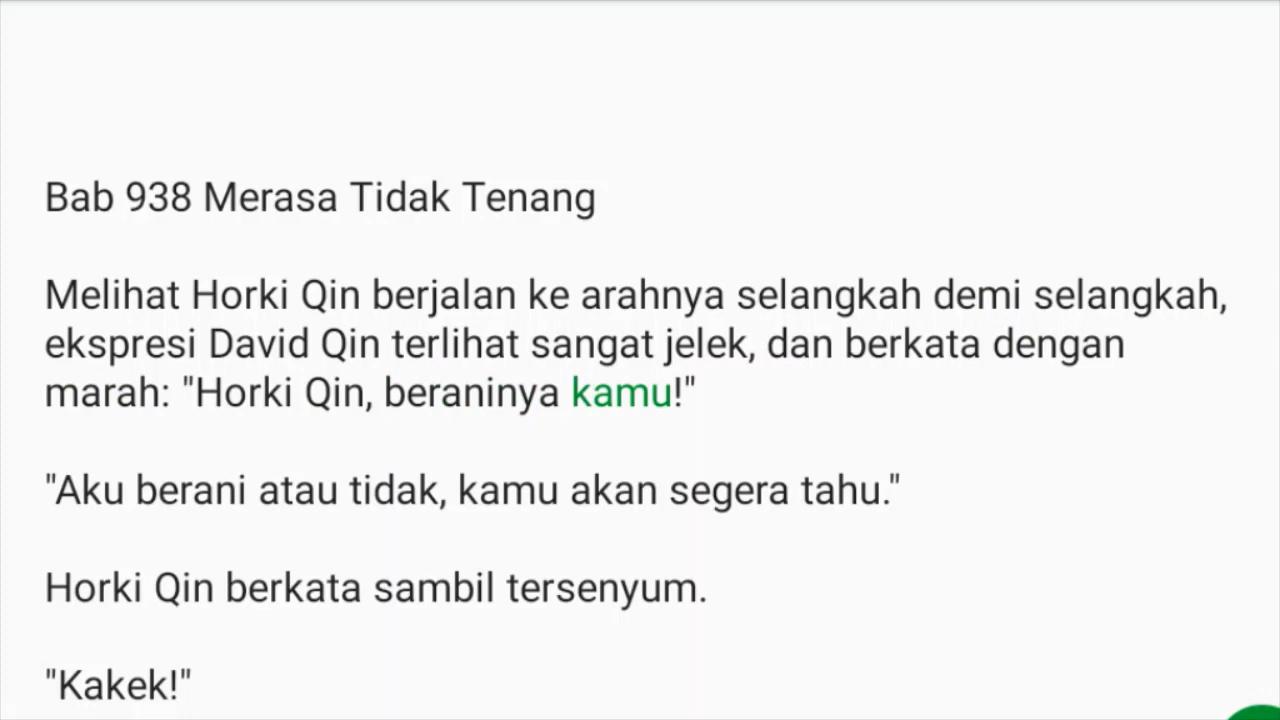 Bab 938 Merasa Tidak Tenang
Melihat Horki Qin berjalan ke arahnya selangkah demi selangkah,
ekspresi David Qin terlihat sangat jelek, dan berkata dengan
marah: "Horki Qin, beraninya kamu!"
"Aku berani atau tidak, kamu akan segera tahu."
Horki Qin berkata sambil tersenyum.
"Kakek!"